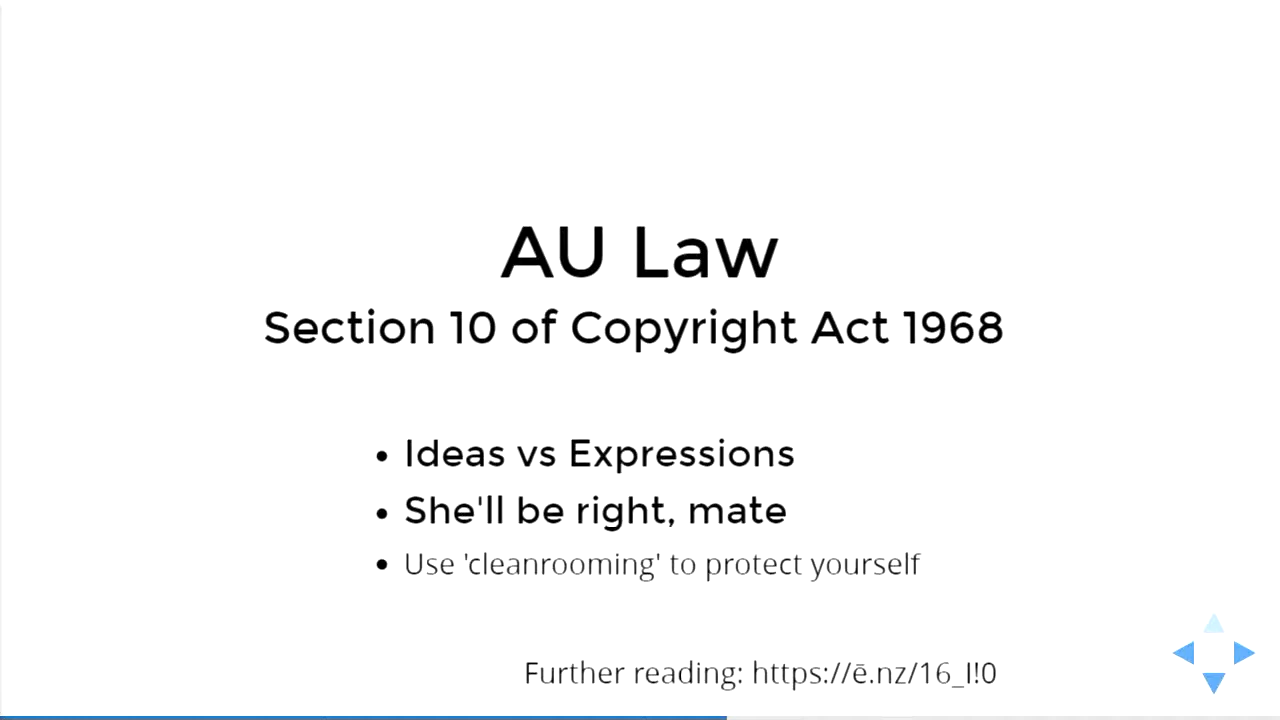 AU Law
Section 10 of Copyright Act 1968
• Ideas vs Expressions
• She'll be right, mate
• Use 'cleanrooming' to protect yourself
Further reading: https://ē.nz/16_I!0